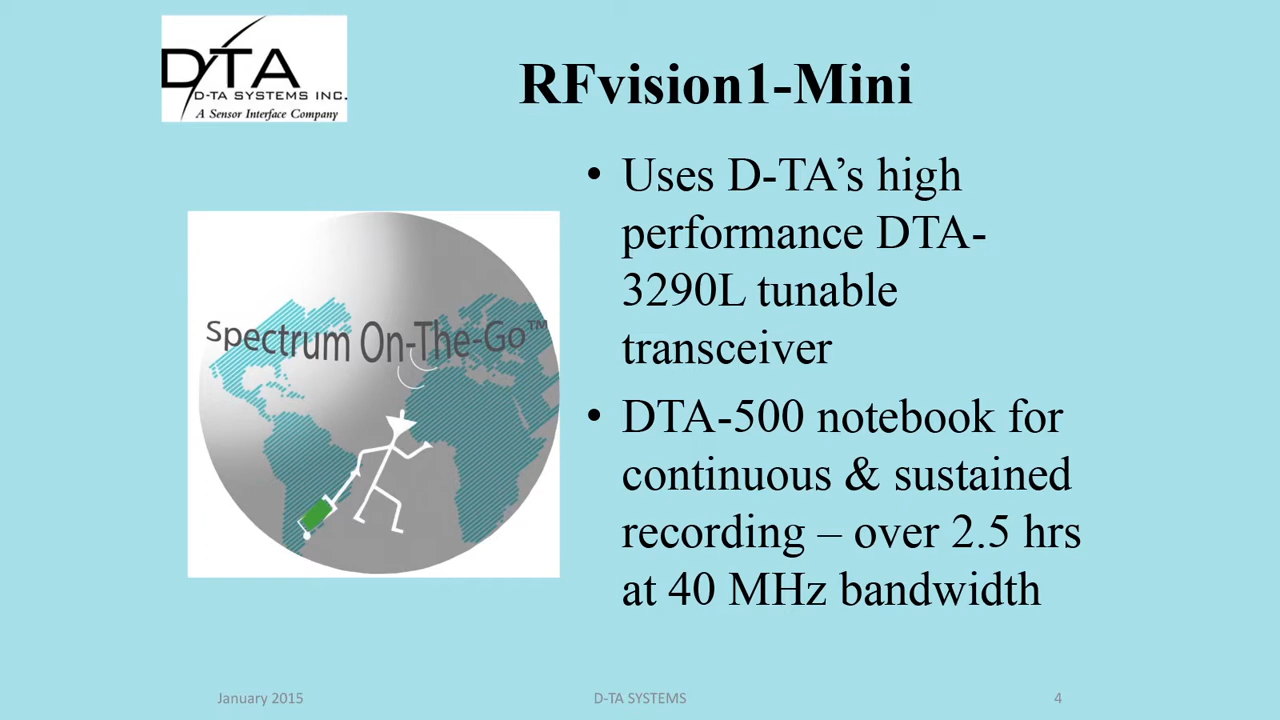 D-TA
D-TA SYSTEMS INC.
A Sensor Interface Company
RFvision1-Mini
• Uses D-TA’s high
performance DTA-
3290L tunable
transceiver
• DTA-500 notebook for
continuous & sustained
recording – over 2.5 hrs
at 40 MHz bandwidth
Spectrum On-The-Go™
January 2015
D-TA SYSTEMS
4